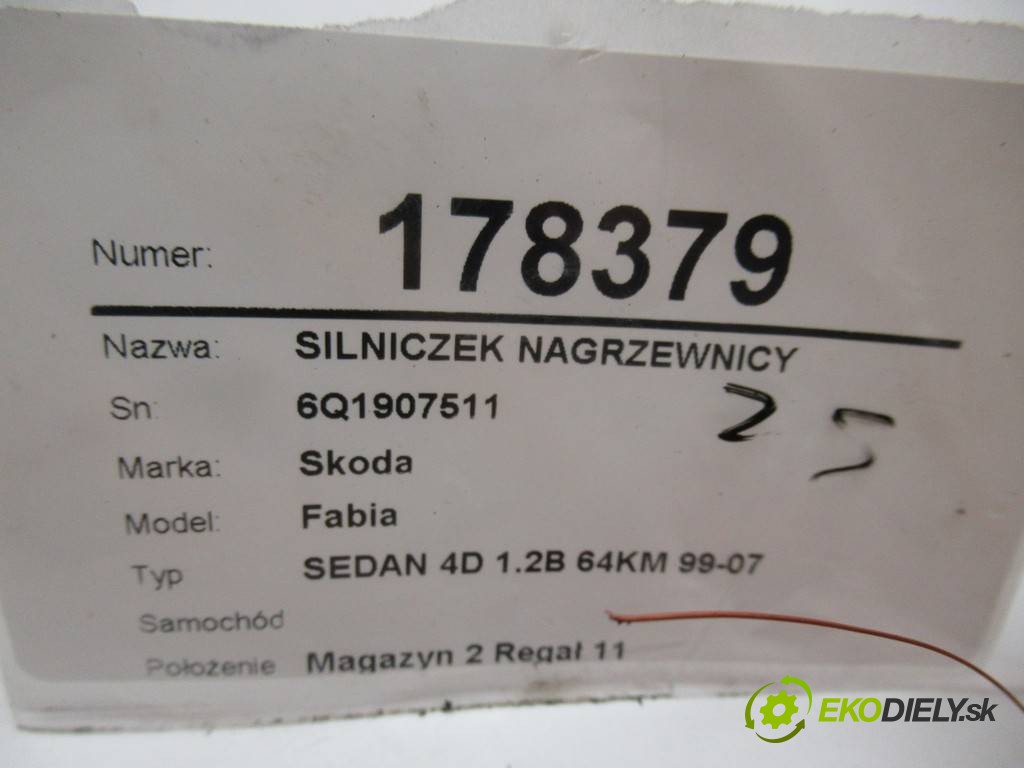 Numer: 178379
Nazwa: SILNICZEK NAGRZEWNICY
Sn: 6Q1907511
25
Marka: Skoda
Model: Fabia
Typ SEDAN 4D 1.2B 64KM 99-07
Samochód
Położenie Magazyn 2 Regał 11
EKODIELY.sk